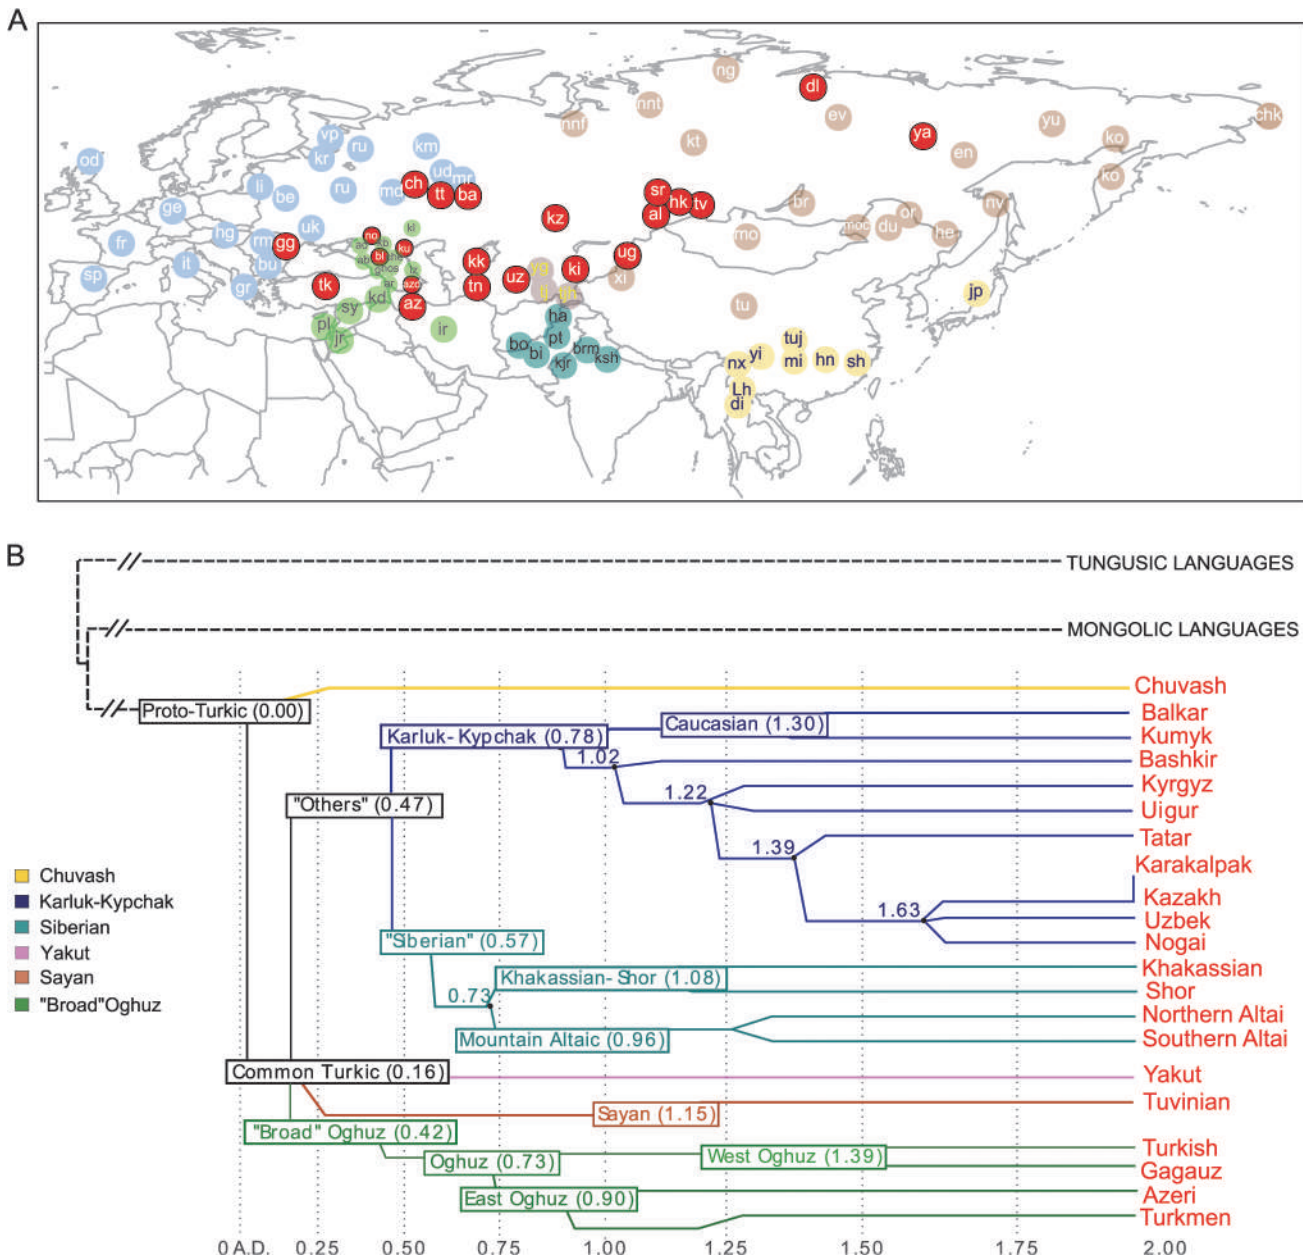 A
ng
dl
nnt
nnf
ev
chk
yu
ya
ko
kt
en
ko
od
vp
kr
ru
km
ud
mr
li
ru
md
ch
tt
ba
be
sr
hk
tv
al
br
nv
ge
fr
hg
rm
uk
gg
bu
it
gr
sp
no
kl
ku
bl
kz
mo
du
or
he
kk
tn
uz
yg
tj
ki
ug
xi
tk
az
kd
sy
pl
jr
ir
tu
jp
ha
pt
bo
bi
brm
kjr
ksh
nx
yi
tuj
mi
hn
sh
Lh
di
B
TUNGUSIC LANGUAGES
MONGOLIC LANGUAGES
Proto-Turkic (0.00)
Chuvash
Karluk-Kypchak (0.78)
Caucasian (1.30)
Balkar
Kumyk
1.02
Bashkir
"Others" (0.47)
1.22
Kyrgyz
Uigur
1.39
Tatar
Karakalpak
1.63
Kazakh
Uzbek
Nogai
Chuvash
Karluk-Kypchak
Siberian
Yakut
Sayan
"Broad"Oghuz
"Siberian" (0.57)
0.73
Khakassian-Shor (1.08)
Khakassian
Shor
Mountain Altaic (0.96)
Northern Altai
Southern Altai
Common Turkic (0.16)
Yakut
Sayan (1.15)
Tuvinian
"Broad" Oghuz (0.42)
Oghuz (0.73)
West Oghuz (1.39)
Turkish
Gagauz
East Oghuz (0.90)
Azeri
Turkmen
0 A.D. 0.25 0.50 0.75 1.00 1.25 1.50 1.75 2.00